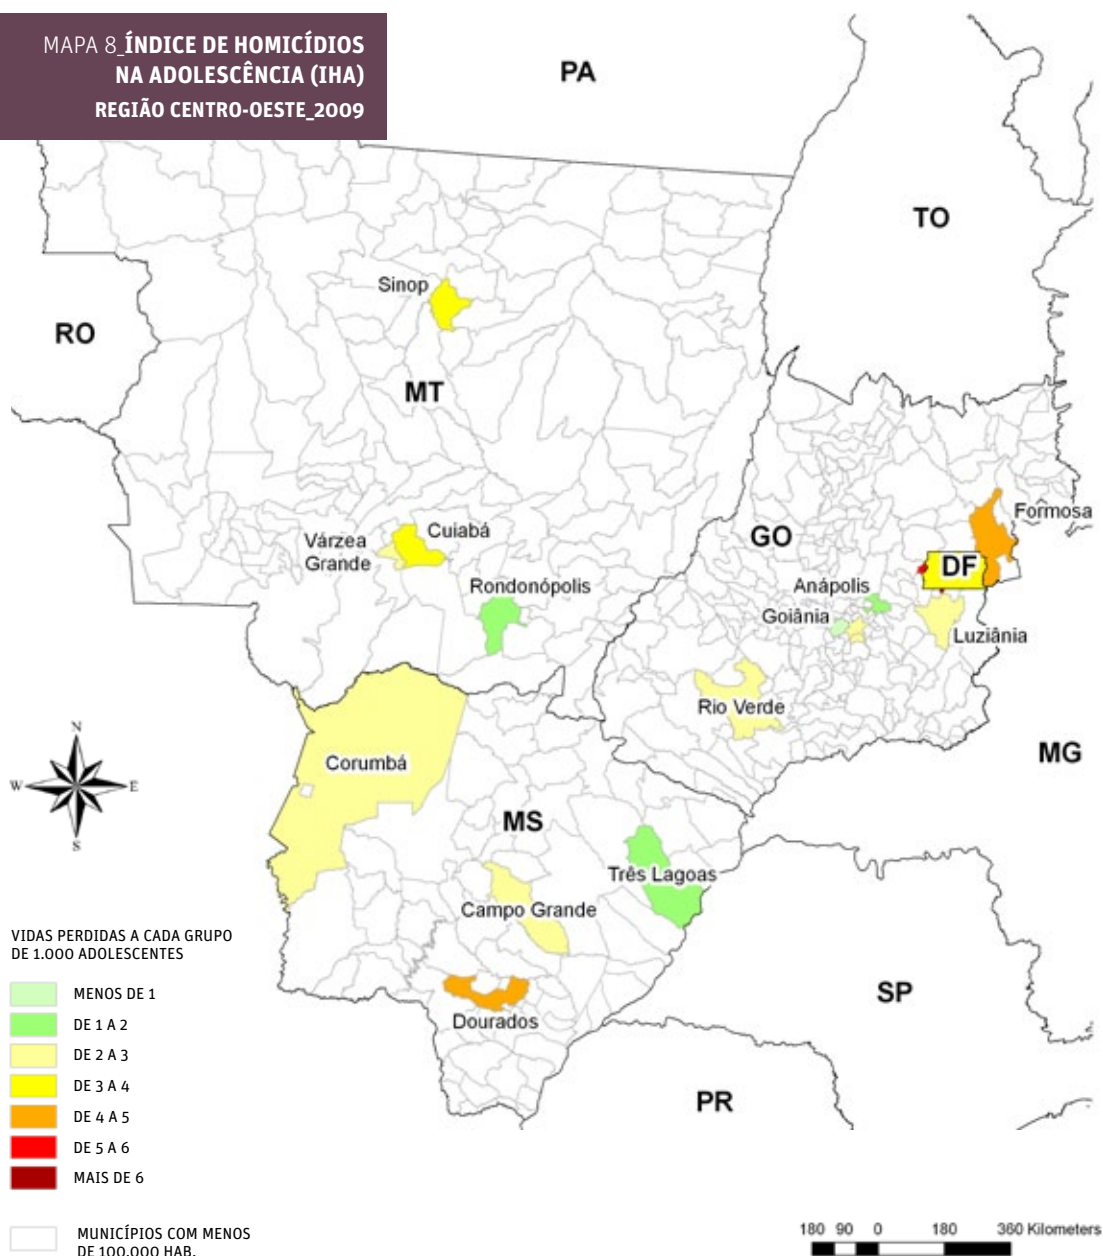 MAPA 8_ÍNDICE DE HOMICÍDIOS
NA ADOLESCÊNCIA (IHA)
REGIÃO CENTRO-OESTE_2009
PA
TO
Sinop
RO
MT
Formosa
GO
Cuiabá
Várzea
Grande
DF
Rondonópolis
Anápolis
Goiânia
Luziânia
Rio Verde
N
W
E
S
Corumbá
MG
MS
Três Lagoas
Campo Grande
SP
Dourados
PR
VIDAS PERDIDAS A CADA GRUPO
DE 1.000 ADOLESCENTES
MENOS DE 1
DE 1 A 2
DE 2 A 3
DE 3 A 4
DE 4 A 5
DE 5 A 6
MAIS DE 6
MUNICÍPIOS COM MENOS
DE 100.000 HAB.
180 90 0 180 360 Kilometers